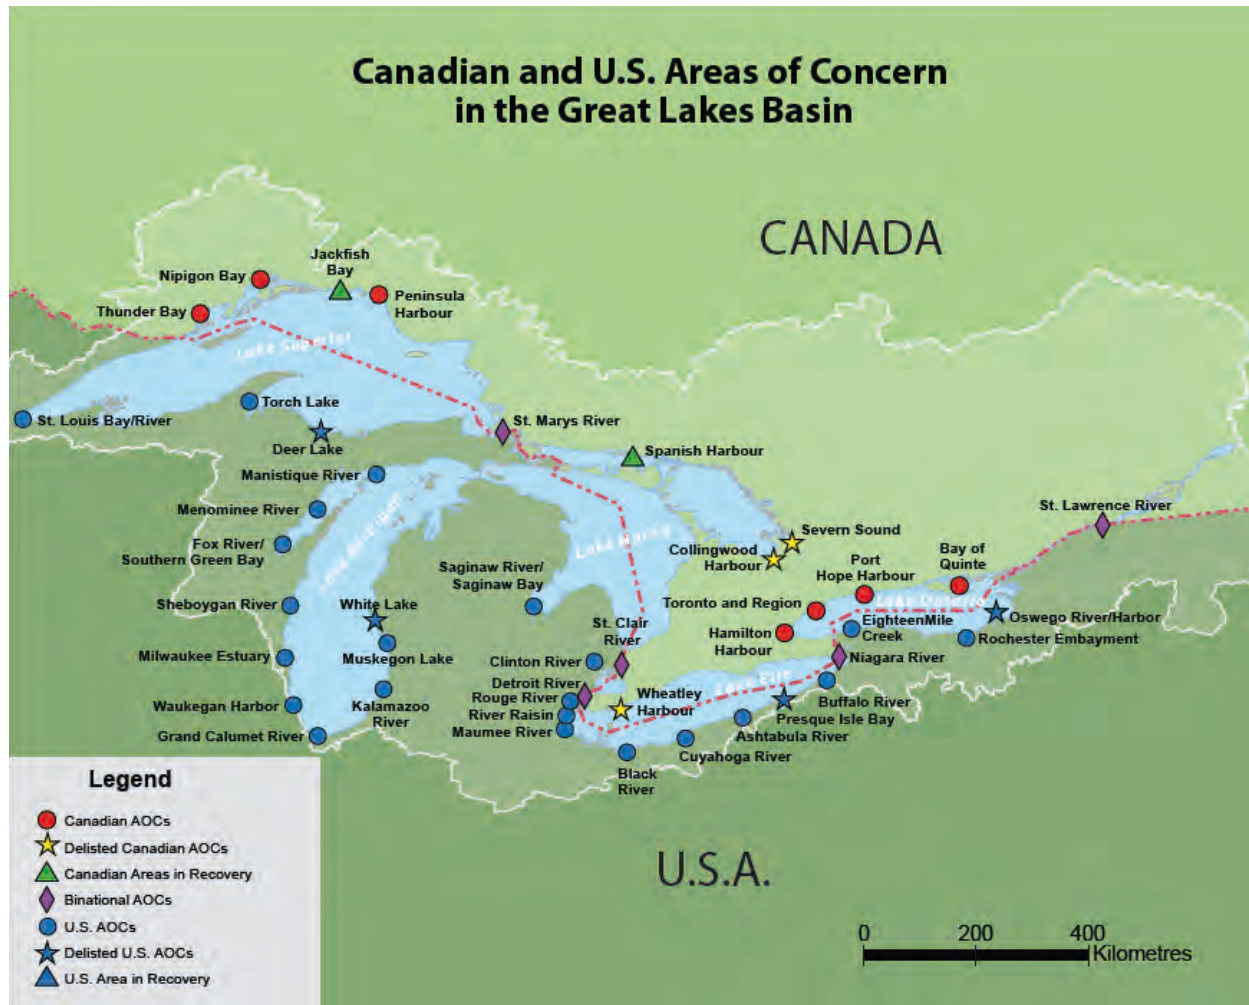 Canadian and U.S. Areas of Concern
in the Great Lakes Basin
CANADA
Jackfish
Bay
Nipigon Bay
Peninsula
Harbour
Thunder Bay
Lake Superior
Torch Lake
St. Louis Bay/River
St. Marys River
Deer Lake
Spanish Harbour
Manistique River
Menominee River
St. Lawrence River
Fox River/
Southern Green Bay
Lake Michigan
Lake Huron
Severn Sound
Collingwood
Harbour
Port
Hope Harbour
Bay of
Quinte
Saginaw River/
Saginaw Bay
Sheboygan River
White Lake
Toronto and Region
Lake Ontario
Oswego River/Harbor
St. Clair
River
Hamilton
Harbour
EighteenMile
Creek
Rochester Embayment
Milwaukee Estuary
Muskegon Lake
Clinton River
Niagara River
Detroit River
Lake Erie
Rouge River
Wheatley
Harbour
Buffalo River
Waukegan Harbor
Kalamazoo
River
River Raisin
Presque Isle Bay
Grand Calumet River
Maumee River
Ashtabula River
Cuyahoga River
Black
River
U.S.A.
Legend
Canadian AOCs
Delisted Canadian AOCs
Canadian Areas in Recovery
Binational AOCs
U.S. AOCs
Delisted U.S. AOCs
U.S. Area in Recovery
0 200 400
Kilometres